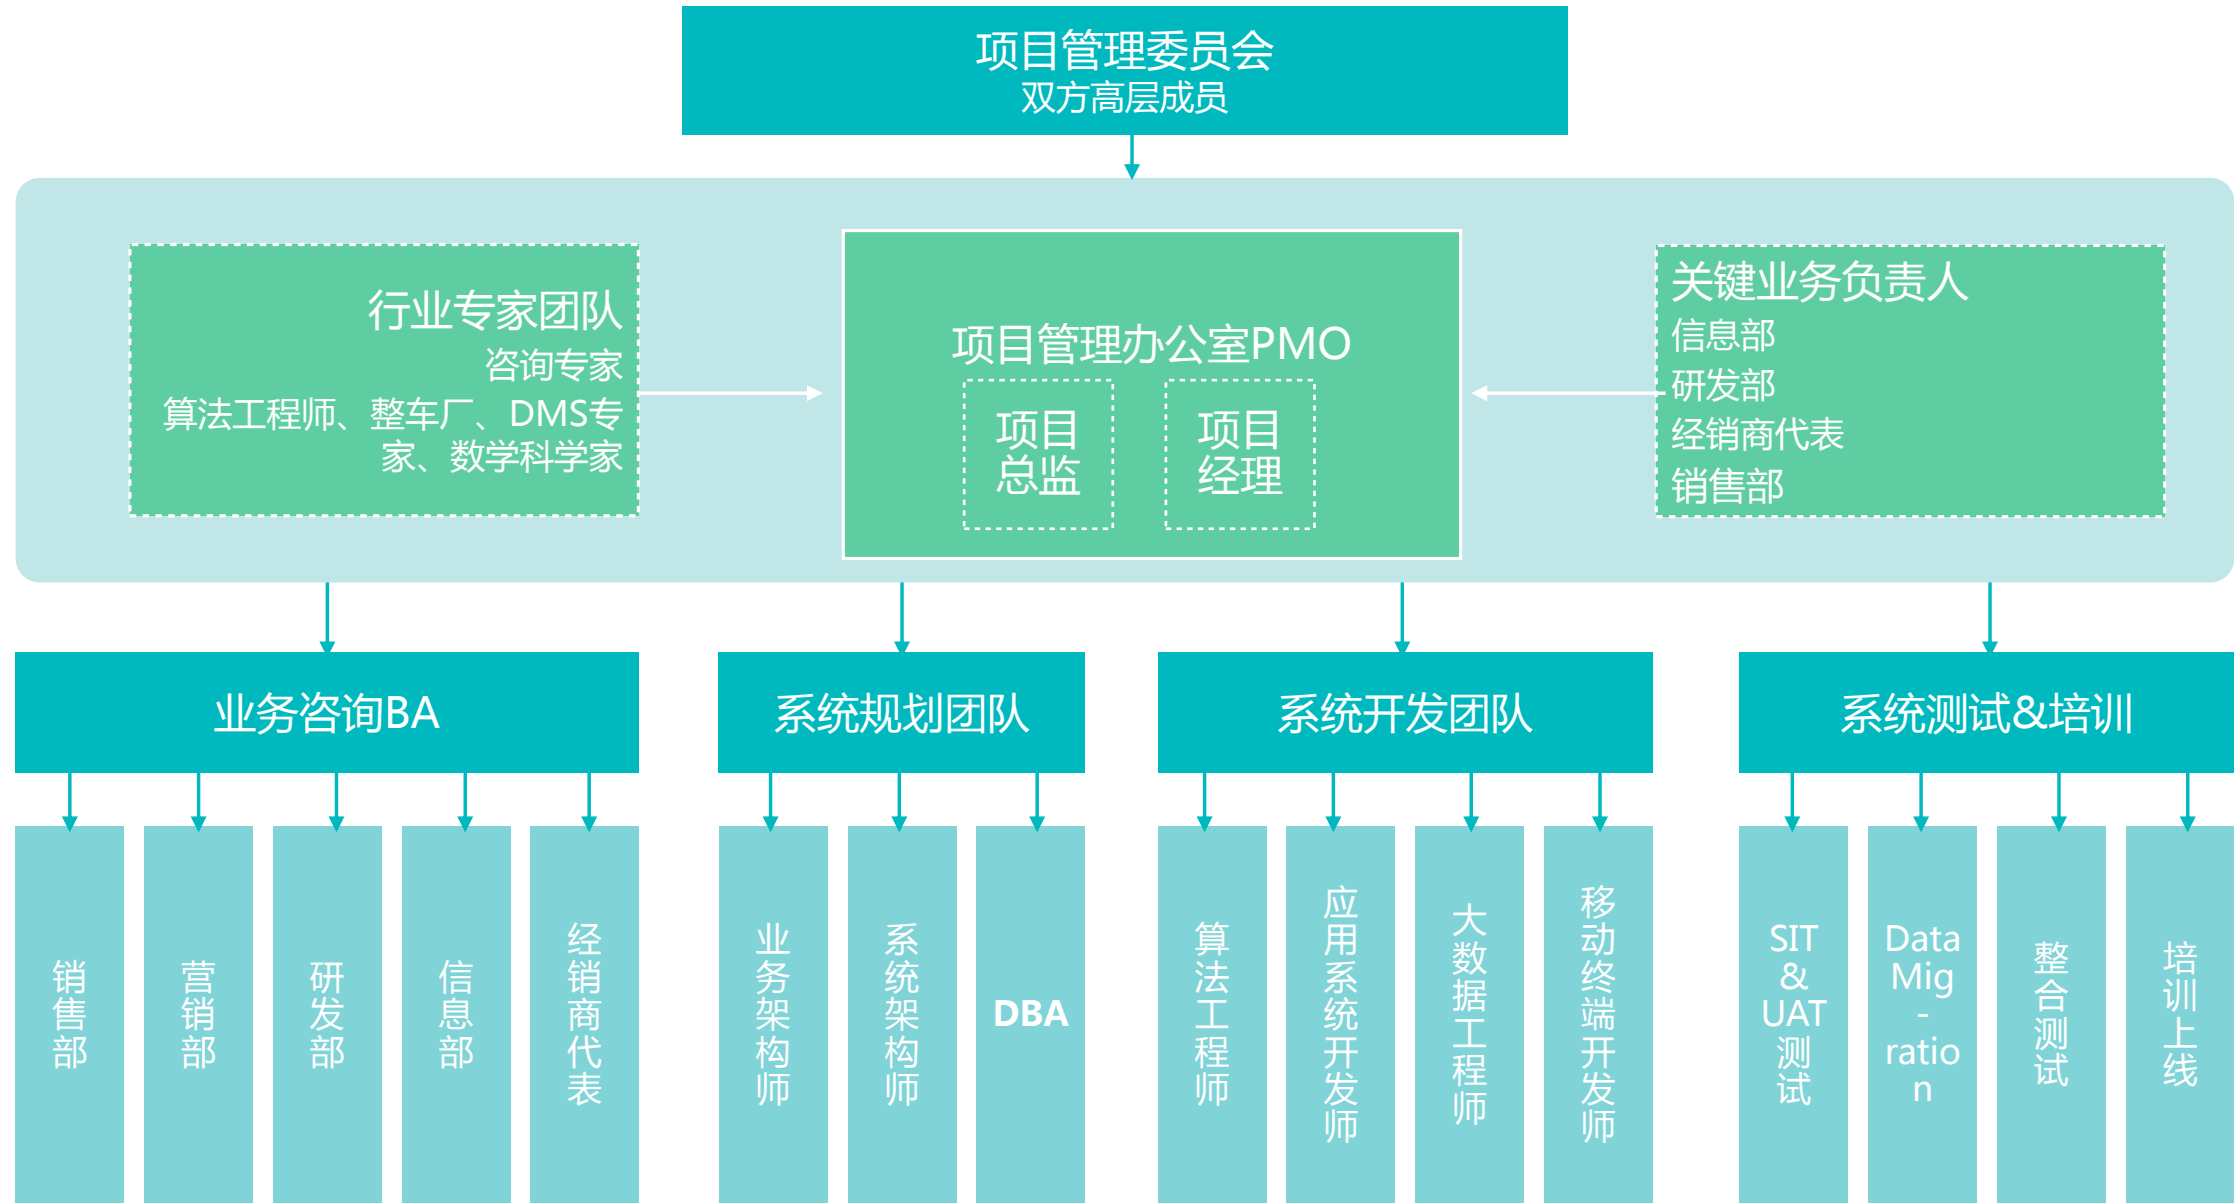 项目管理委员会
双方高层成员
行业专家团队
咨询专家
算法工程师、整车厂、DMS专
家、数学科学家
项目管理办公室PMO
项目
总监
项目
经理
关键业务负责人
信息部
研发部
经销商代表
销售部
业务咨询BA
系统规划团队
系统开发团队
系统测试&培训
销售部
营销部
研发部
信息部
经销商代表
业务架构师
系统架构师
DBA
算法工程师
应用系统开发师
大数据工程师
移动终端开发师
SIT
&
UAT
测
试
Data
Mig
-
ratio
n
整合测试
培训上线